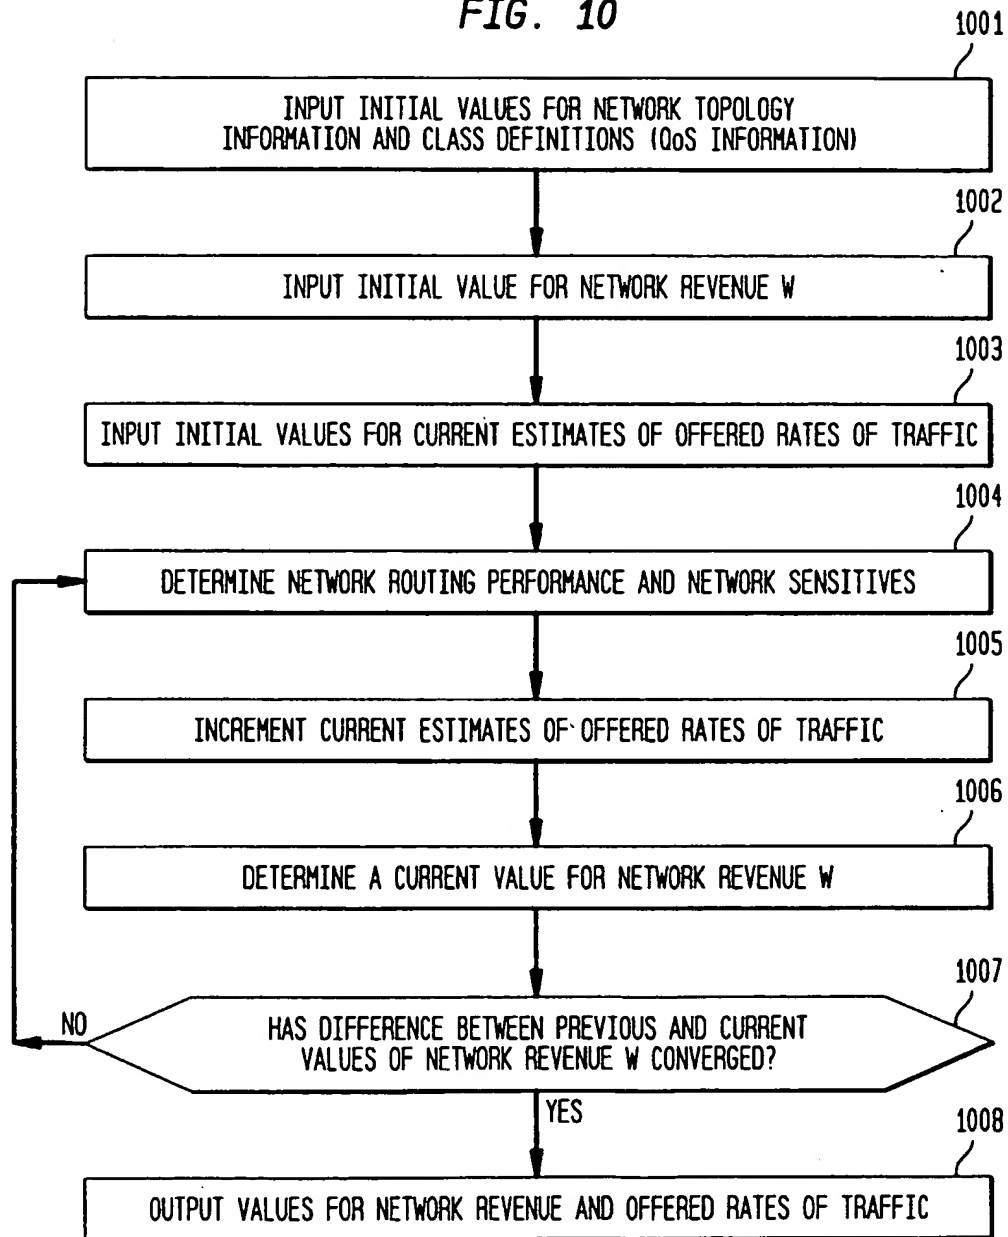 FIG. 10
1001
INPUT INITIAL VALUES FOR NETWORK TOPOLOGY
INFORMATION AND CLASS DEFINITIONS (QoS INFORMATION)
1002
INPUT INITIAL VALUE FOR NETWORK REVENUE W
1003
INPUT INITIAL VALUES FOR CURRENT ESTIMATES OF OFFERED RATES OF TRAFFIC
1004
DETERMINE NETWORK ROUTING PERFORMANCE AND NETWORK SENSITIVES
1005
INCREMENT CURRENT ESTIMATES OF OFFERED RATES OF TRAFFIC
1006
DETERMINE A CURRENT VALUE FOR NETWORK REVENUE W
1007
NO
HAS DIFFERENCE BETWEEN PREVIOUS AND CURRENT
VALUES OF NETWORK REVENUE W CONVERGED?
YES
1008
OUTPUT VALUES FOR NETWORK REVENUE AND OFFERED RATES OF TRAFFIC